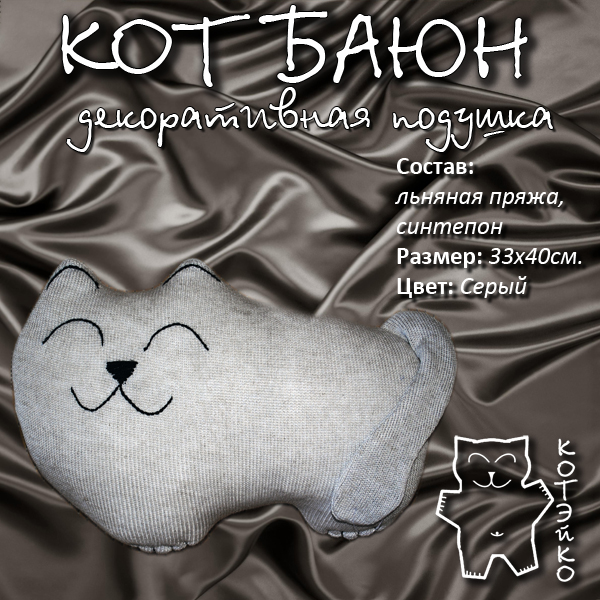 КОТ БАЮН
декоративная подушка
Состав:
льняная пряжа,
синтепон
Размер: 33х40см.
Цвет: Серый
КОТЭЙКО